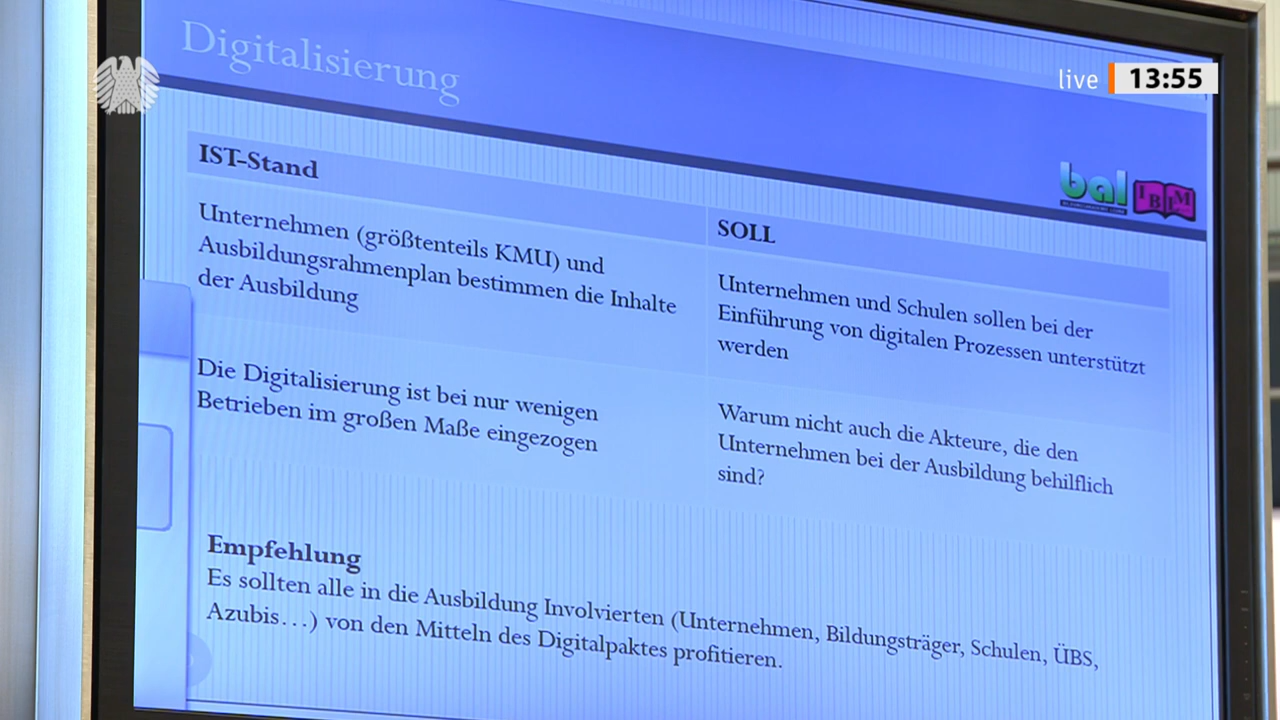 Digitalisierung
live 13:55
bal
IBLM
IST-Stand
Unternehmen (größtenteils KMU) und
Ausbildungsrahmenplan bestimmen die Inhalte
der Ausbildung
Die Digitalisierung ist bei nur wenigen
Betrieben im großen Maße eingezogen
SOLL
Unternehmen und Schulen sollen bei der
Einführung von digitalen Prozessen unterstützt
werden
Warum nicht auch die Akteure, die den
Unternehmen bei der Ausbildung behilflich
sind?
Empfehlung
Es sollten alle in die Ausbildung Involvierten (Unternehmen, Bildungsträger, Schulen, ÜBS,
Azubis…) von den Mitteln des Digitalpaktes profitieren.